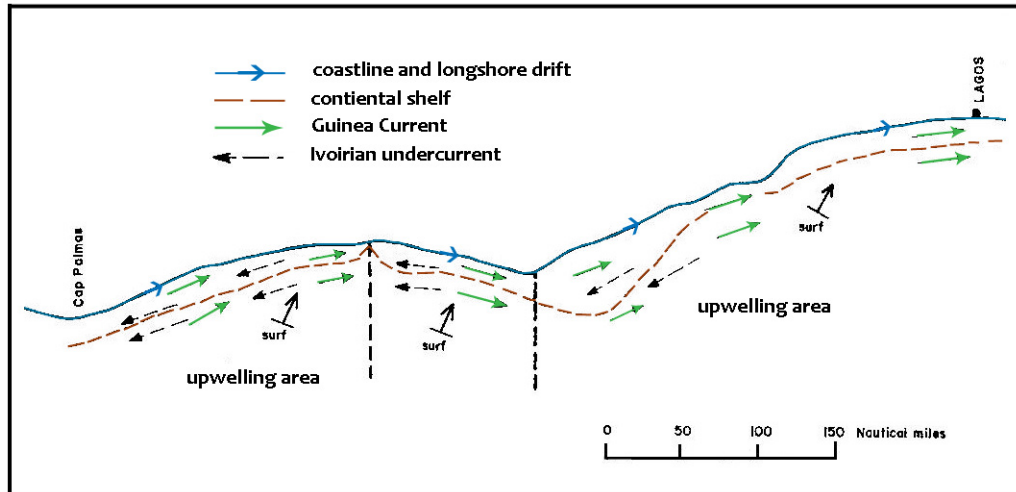 coastline and longshore drift
contiental shelf
Guinea Current
Ivoirian undercurrent
LAGOS
Cap Palmas
surf
surf
surf
upwelling area
upwelling area
0 50 100 150 Nautical miles